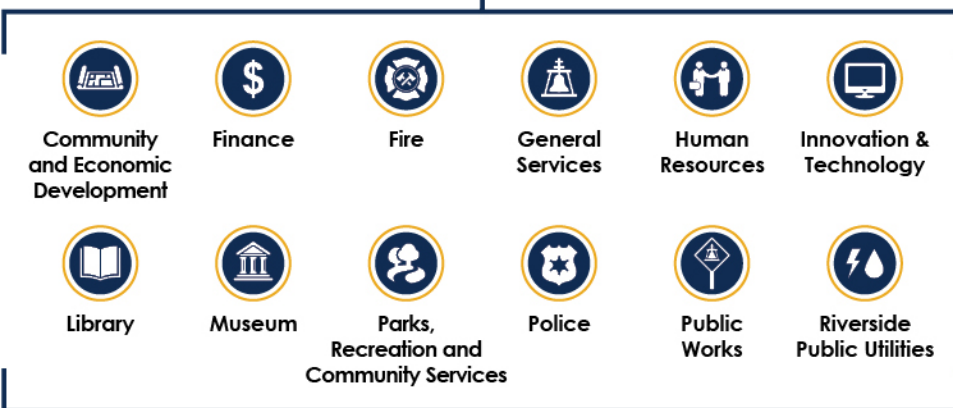 $
Community
and Economic
Development
Finance
Fire
General
Services
Human
Resources
Innovation &
Technology
Library
Museum
Parks,
Recreation and
Community Services
Police
Public
Works
Riverside
Public Utilities